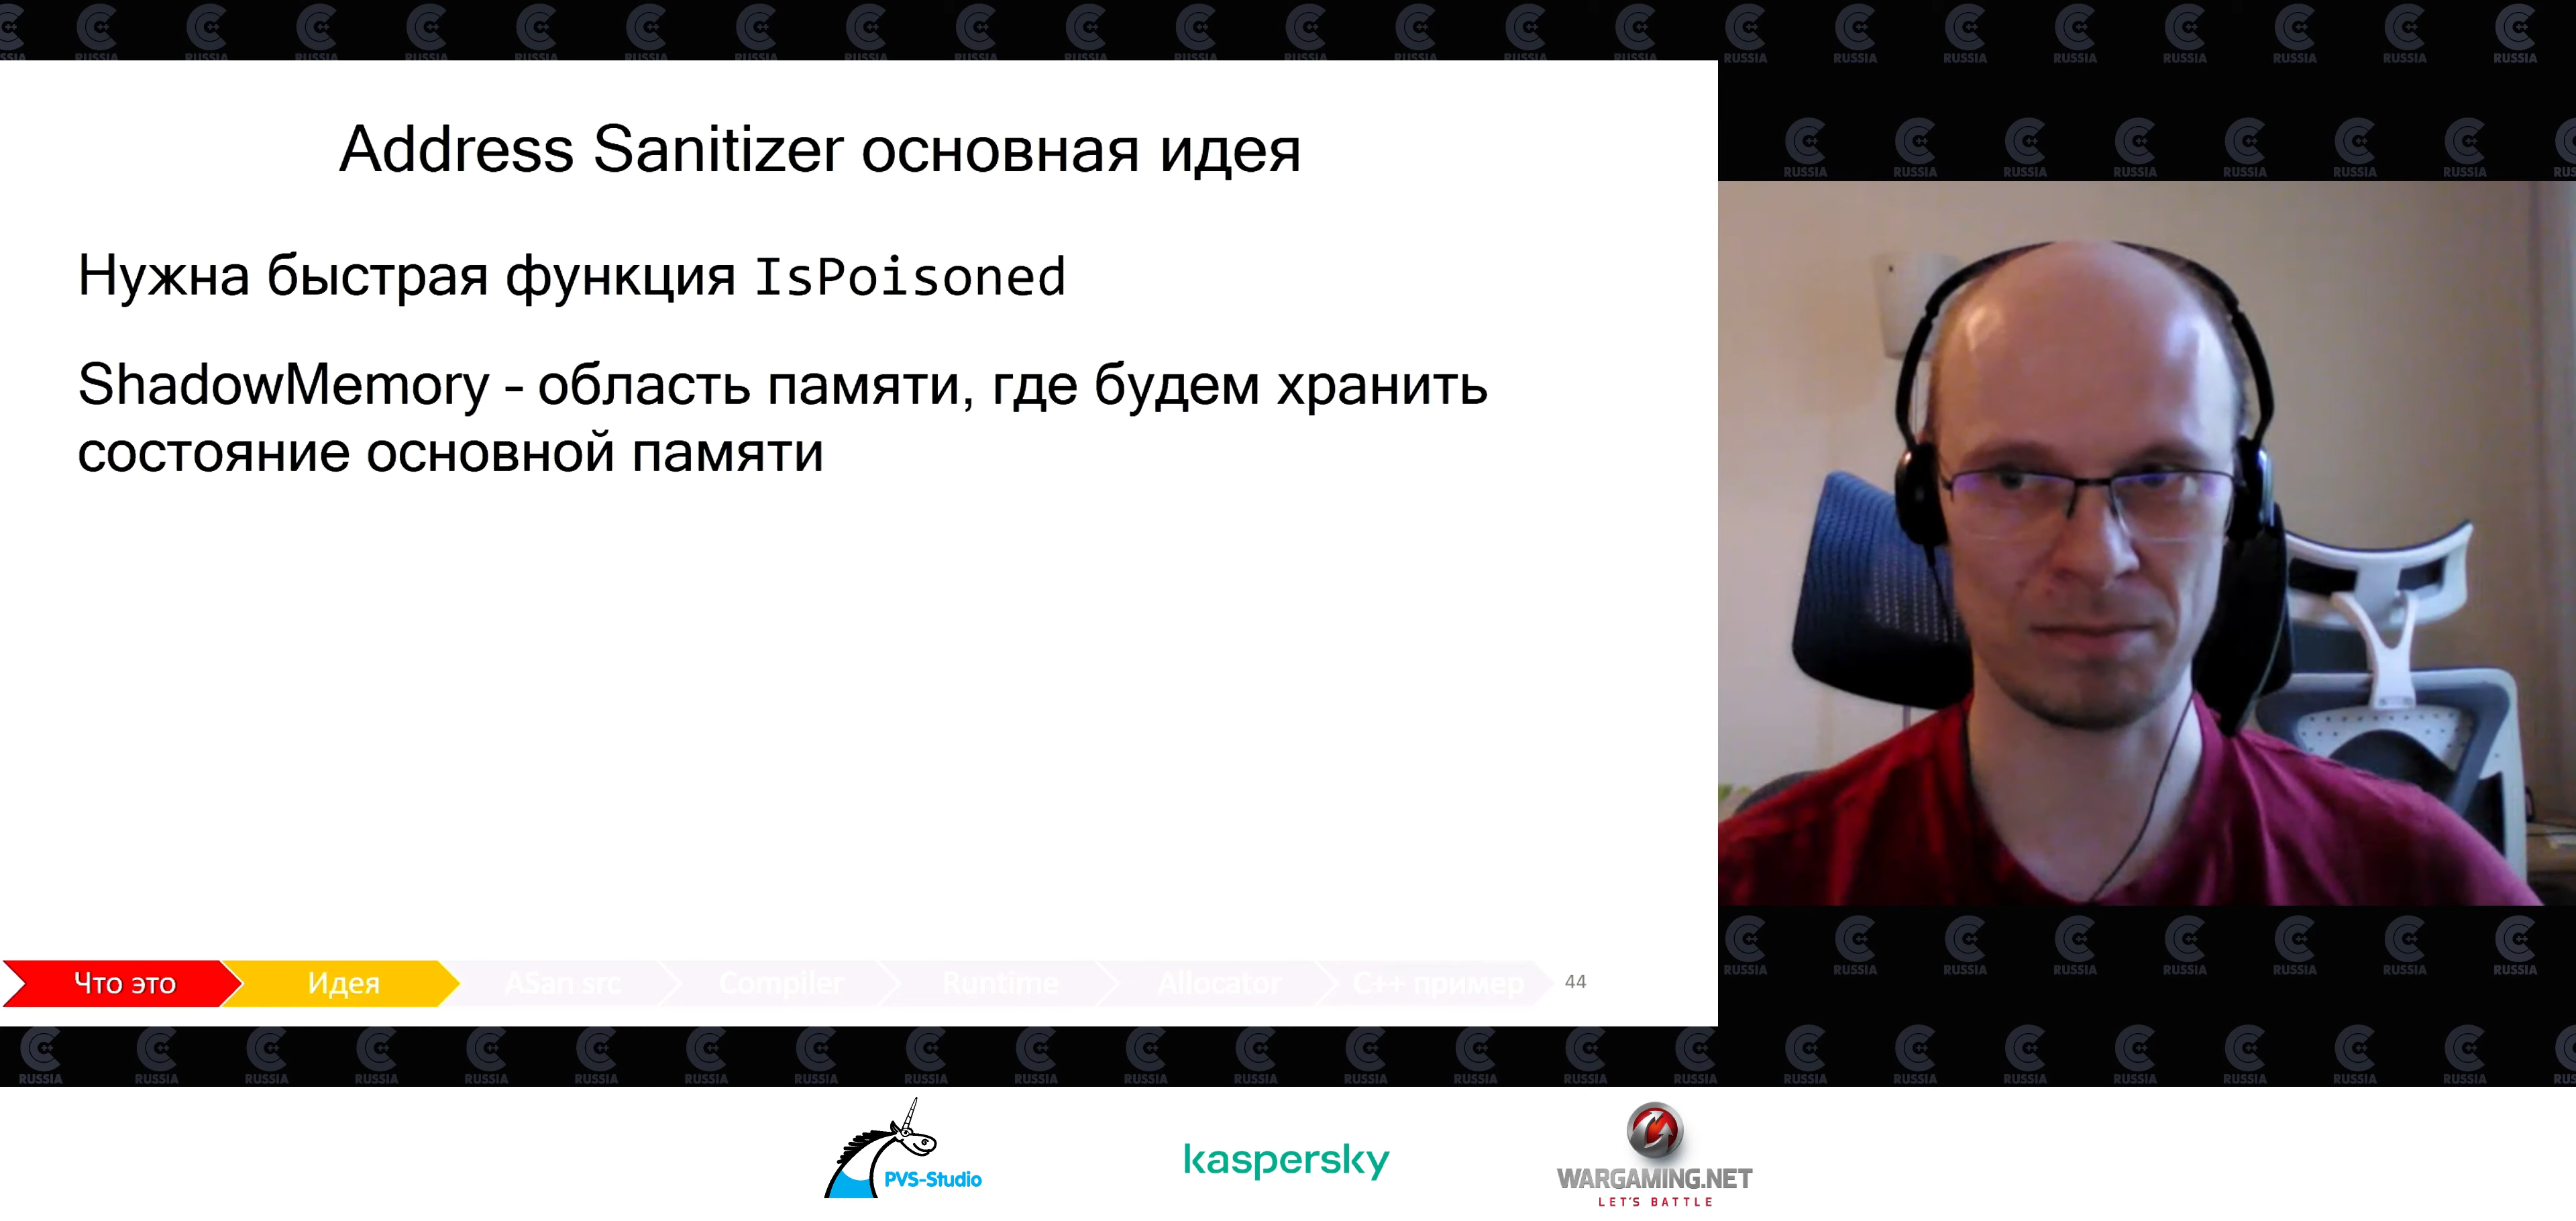 Address Sanitizer основная идея
Нужна быстрая функция IsPoisoned
ShadowMemory - область памяти, где будем хранить
состояние основной памяти
Что это
Идея
ASan src
Compiler
Runtime
Allocator
C++ пример
44
RUSSIA
PVS-Studio
kaspersky
WARGAMING.NET
LET'S BATTLE